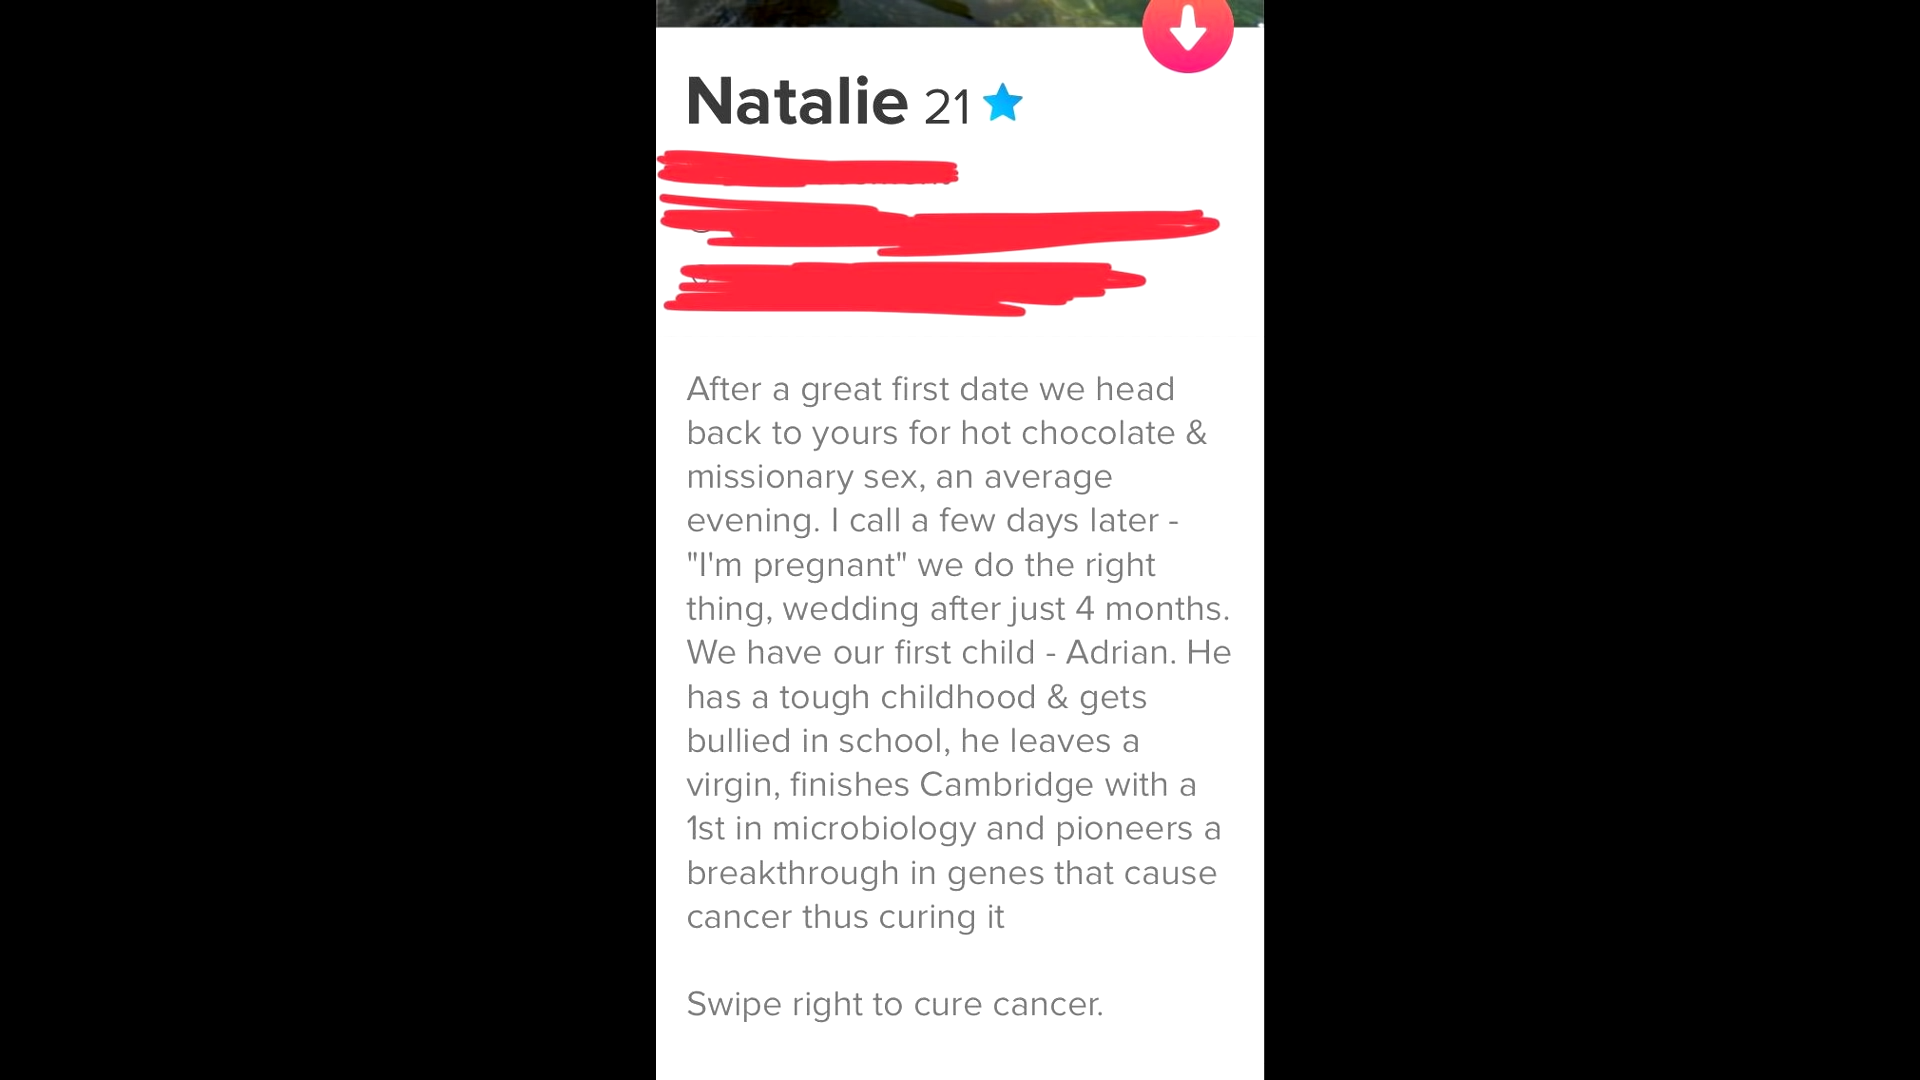 Natalie 21
After a great first date we head
back to yours for hot chocolate &
missionary sex, an average
evening. I call a few days later -
"I'm pregnant" we do the right
thing, wedding after just 4 months.
We have our first child - Adrian. He
has a tough childhood & gets
bullied in school, he leaves a
virgin, finishes Cambridge with a
1st in microbiology and pioneers a
breakthrough in genes that cause
cancer thus curing it
Swipe right to cure cancer.